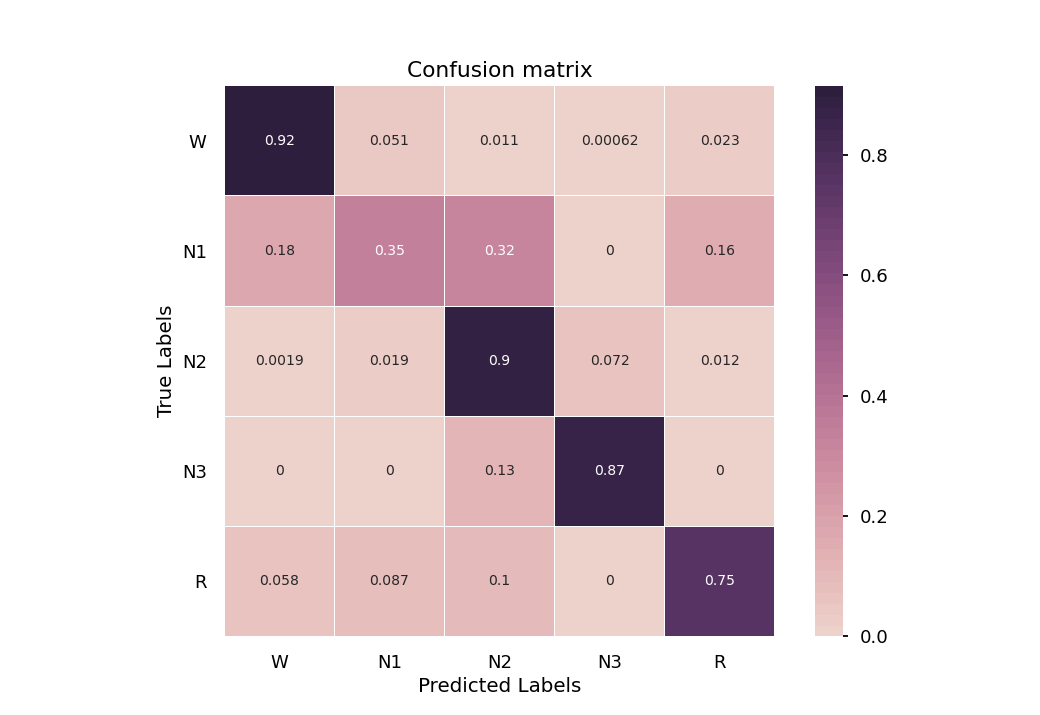 Confusion matrix
W 0.92 0.051 0.011 0.00062 0.023
N1 0.18 0.35 0.32 0 0.16
N2 0.0019 0.019 0.9 0.072 0.012
N3 0 0 0.13 0.87 0
R 0.058 0.087 0.1 0 0.75
W N1 N2 N3 R
Predicted Labels
True Labels
0.8
0.6
0.4
0.2
0.0